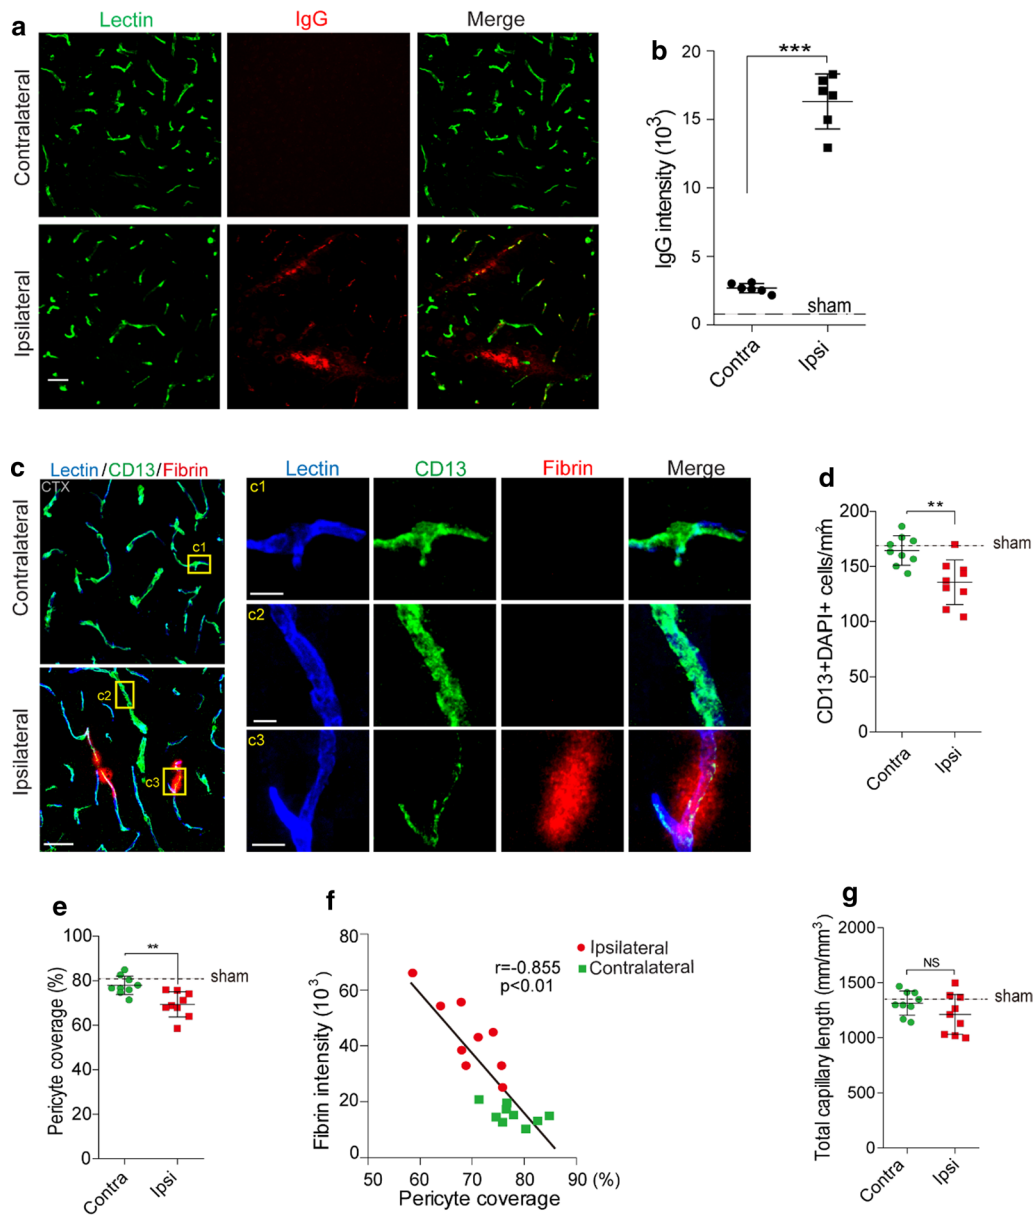 a
Lectin IgG Merge
Contralateral
Ipsilateral
b
IgG intensity (10³)
20
15
10
5
0
***
sham
Contra Ipsi
c
Lectin/CD13/Fibrin
CTX
Contralateral
c1
Ipsilateral
c2
c3
Lectin CD13 Fibrin Merge
c1
c2
c3
d
CD13+DAPI+ cells/mm²
200
150
100
50
0
**
sham
Contra Ipsi
e
Pericyte coverage (%)
100
80
60
40
20
0
**
sham
Contra Ipsi
f
Fibrin intensity (10³)
80
60
40
20
0
r=-0.855
p<0.01
Ipsilateral
Contralateral
50 60 70 80 90 (%)
Pericyte coverage
g
Total capillary length (mm/mm³)
2000
1500
1000
500
0
NS
sham
Contra Ipsi